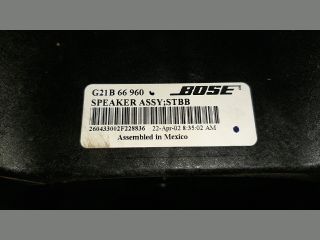 G21B 66 960
BOSE
SPEAKER ASSY;STBB
260433002F228836 22-Apr-02 8:35:02 AM
Assembled in Mexico